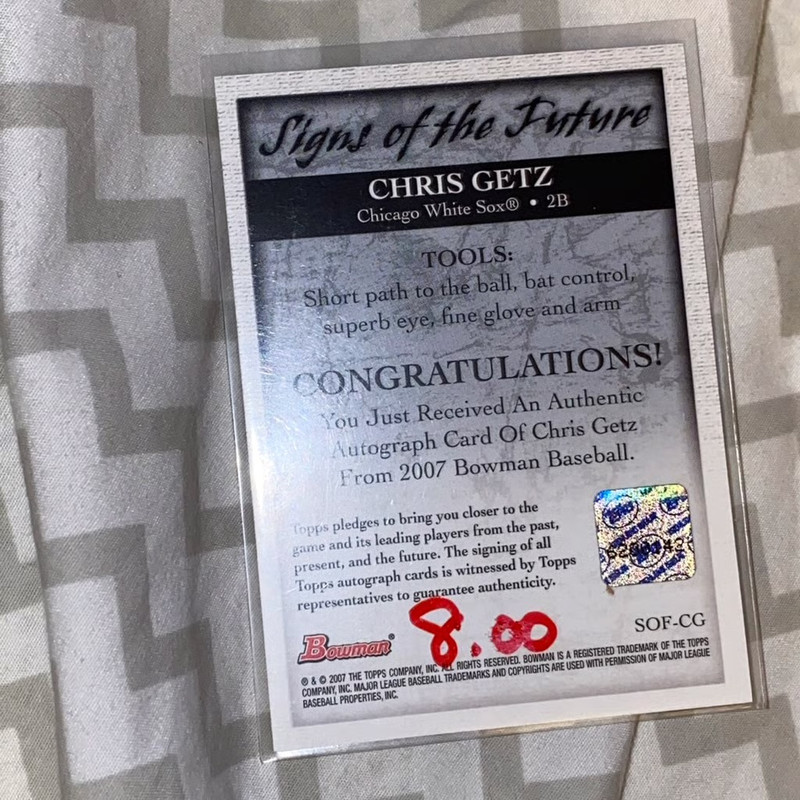 Signs of the Future
CHRIS GETZ
Chicago White Sox® • 2B
TOOLS:
Short path to the ball, bat control,
superb eye, fine glove and arm
CONGRATULATIONS!
You Just Received An Authentic
Autograph Card Of Chris Getz
From 2007 Bowman Baseball.
Topps pledges to bring you closer to the
game and its leading players from the past,
present, and the future. The signing of all
Topps autograph cards is witnessed by Topps
representatives to guarantee authenticity.
8.00
SOF-CG
Bowman®
® & © 2007 THE TOPPS COMPANY, INC. ALL RIGHTS RESERVED. BOWMAN IS A REGISTERED TRADEMARK OF THE TOPPS
COMPANY, INC. MAJOR LEAGUE BASEBALL TRADEMARKS AND COPYRIGHTS ARE USED WITH PERMISSION OF MAJOR LEAGUE
BASEBALL PROPERTIES, INC.